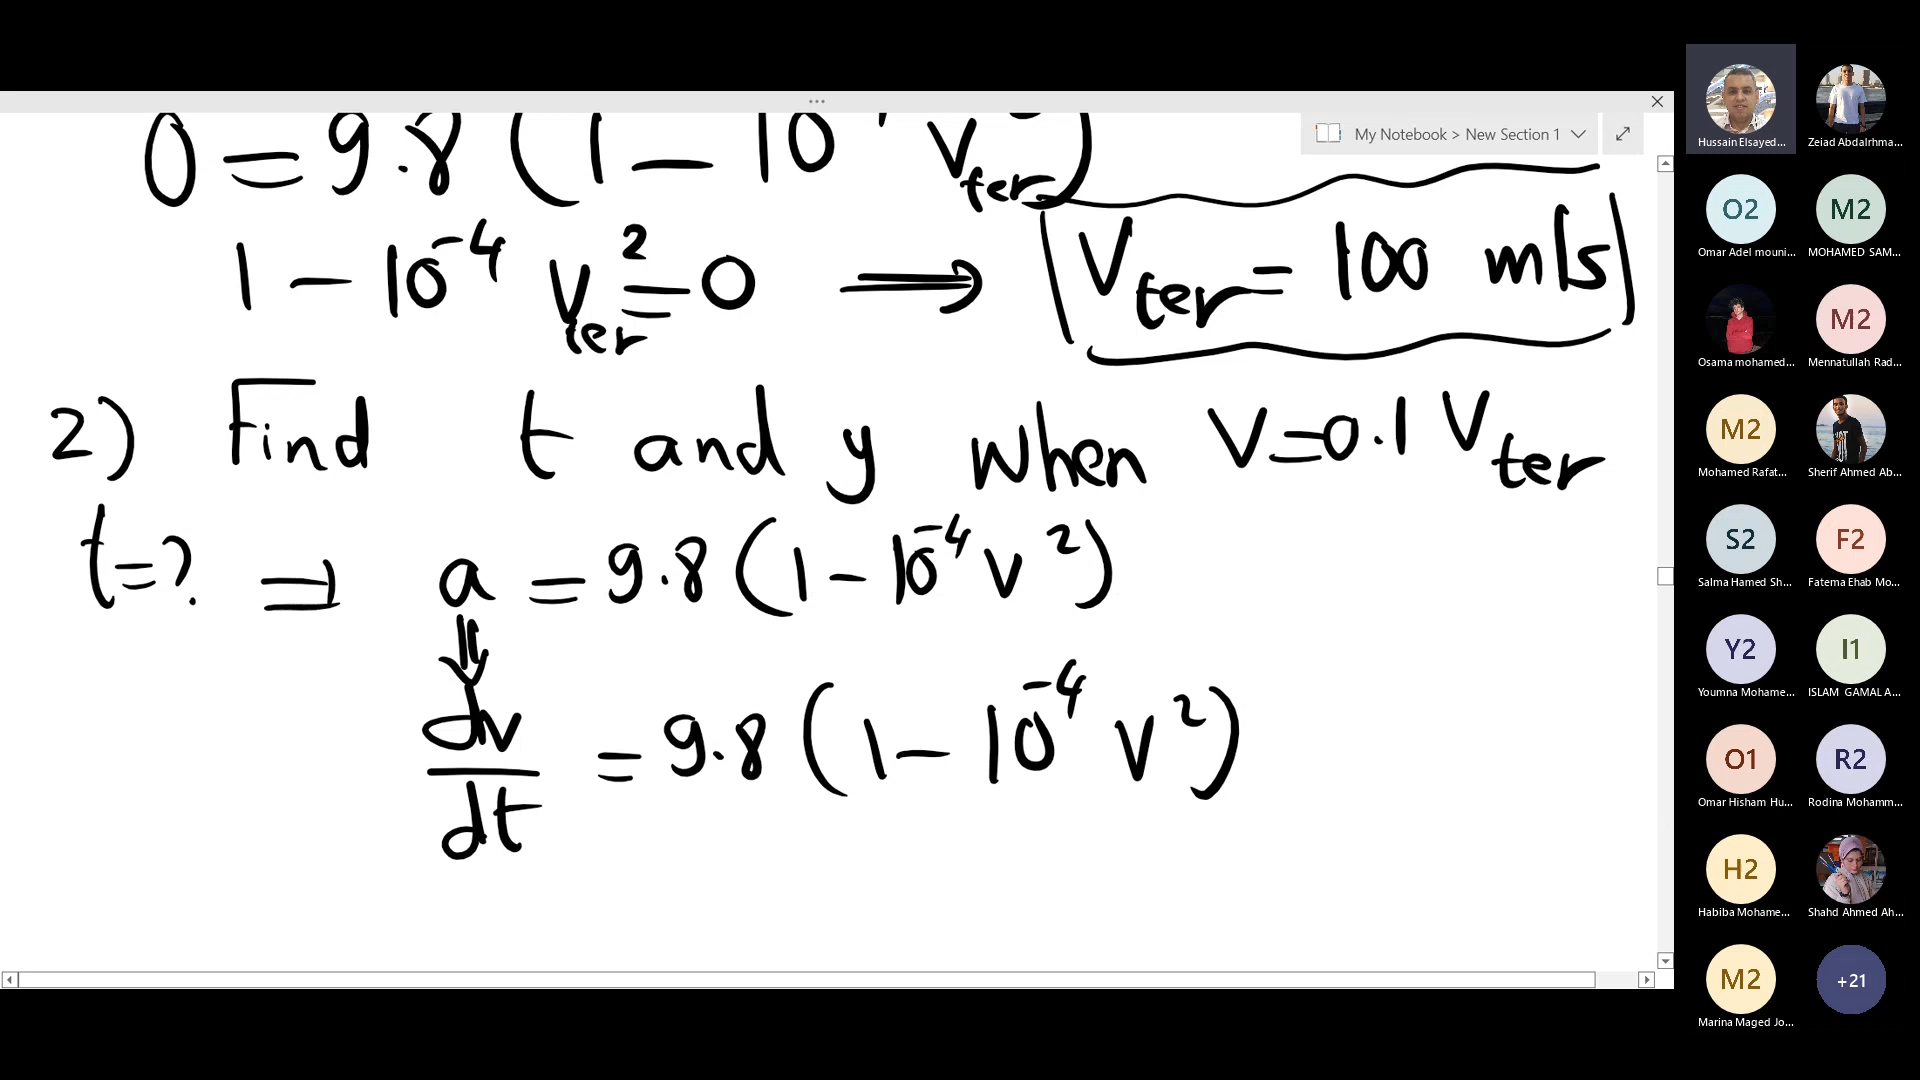 0 = 9.8 (1 - 10 v_ter)
My Notebook > New Section 1
1 - 10^-4 v_ter^2 = 0 ⟹ V_ter = 100 m/s
2) Find t and y when V = 0.1 V_ter
t = ? ⇒ a = 9.8 (1 - 10^-4 v^2)
dv/dt = 9.8 (1 - 10^-4 v^2)
Hussain Elsayed...
Zeiad Abdalrhma...
O2
M2
Omar Adel mouni...
MOHAMED SAM...
M2
Osama mohamed...
Mennatullah Rad...
M2
Mohamed Rafat...
Sherif Ahmed Ab...
S2
F2
Salma Hamed Sh...
Fatema Ehab Mo...
Y2
I1
Youmna Mohame...
ISLAM GAMAL A...
O1
R2
Omar Hisham Hu...
Rodina Mohamm...
H2
Habiba Mohame...
Shahd Ahmed Ah...
M2
+21
Marina Maged Jo...